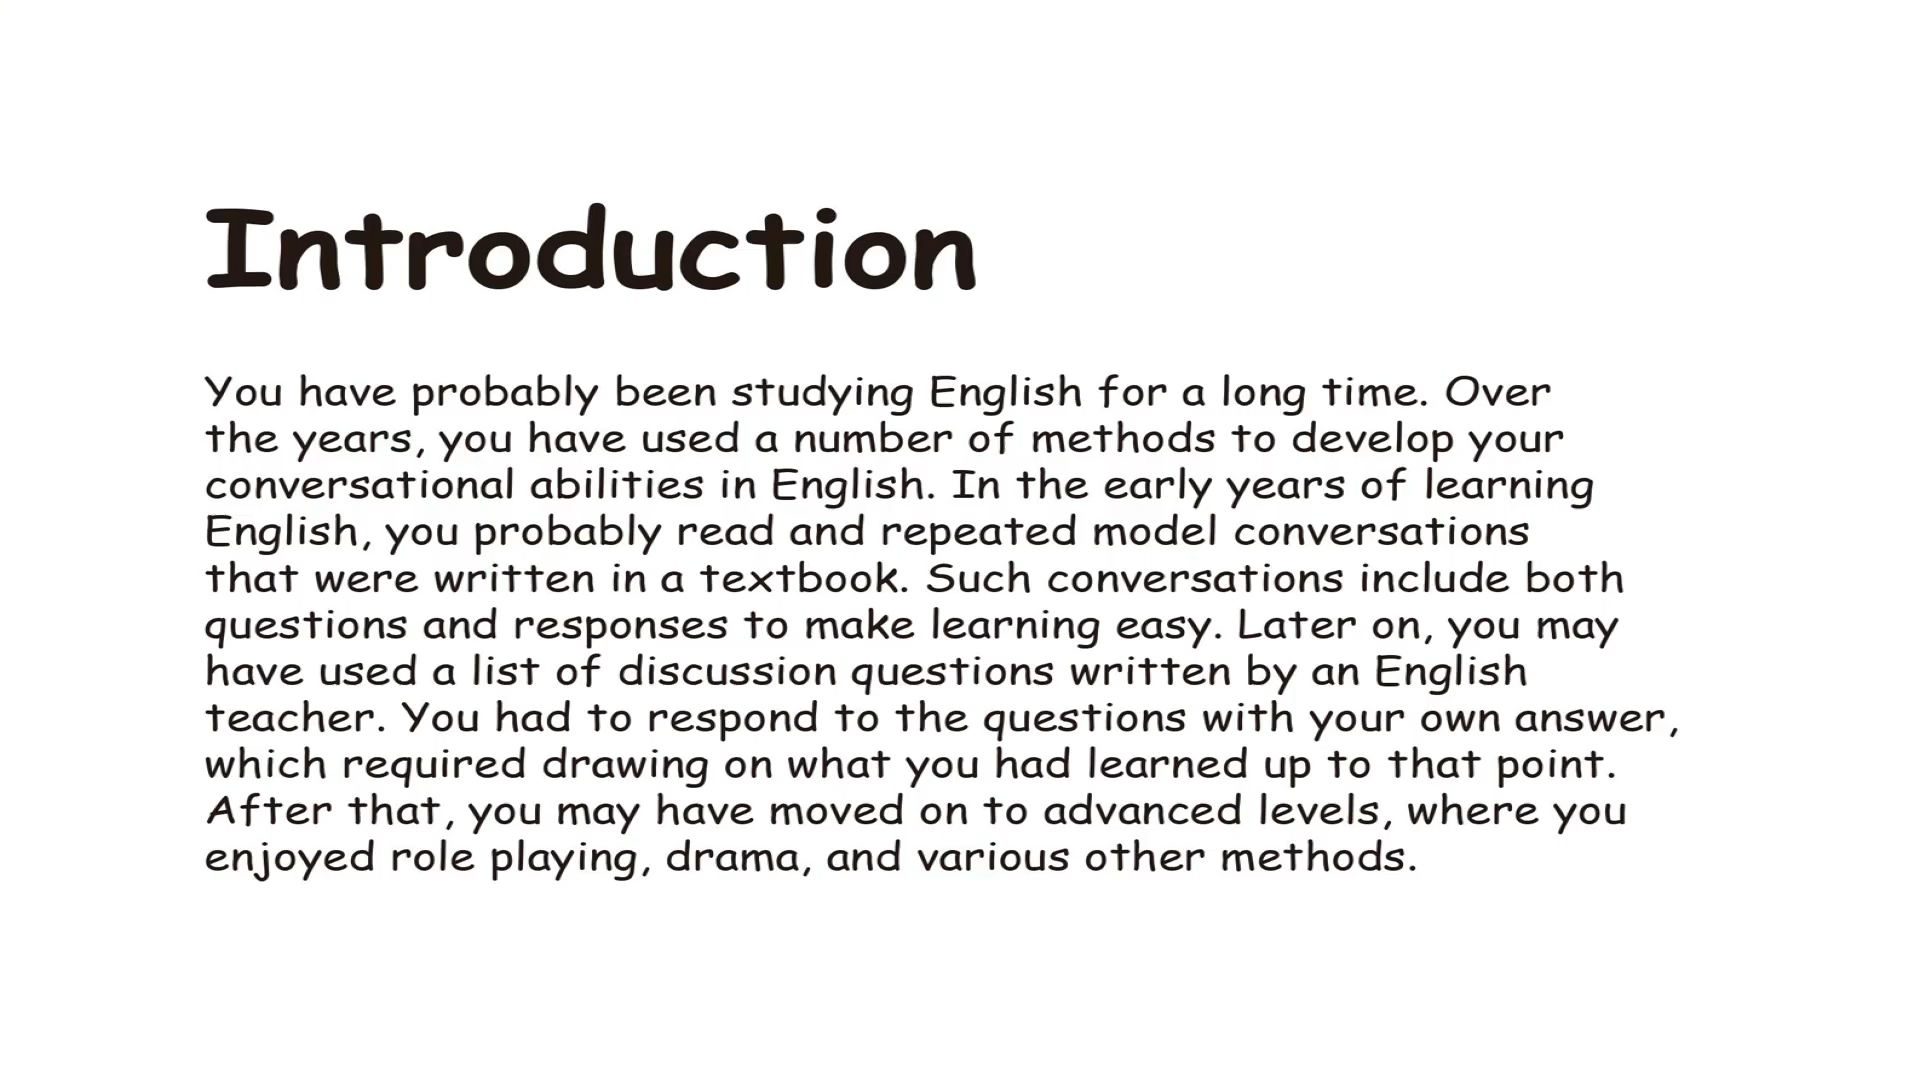 Introduction
You have probably been studying English for a long time. Over
the years, you have used a number of methods to develop your
conversational abilities in English. In the early years of learning
English, you probably read and repeated model conversations
that were written in a textbook. Such conversations include both
questions and responses to make learning easy. Later on, you may
have used a list of discussion questions written by an English
teacher. You had to respond to the questions with your own answer,
which required drawing on what you had learned up to that point.
After that, you may have moved on to advanced levels, where you
enjoyed role playing, drama, and various other methods.